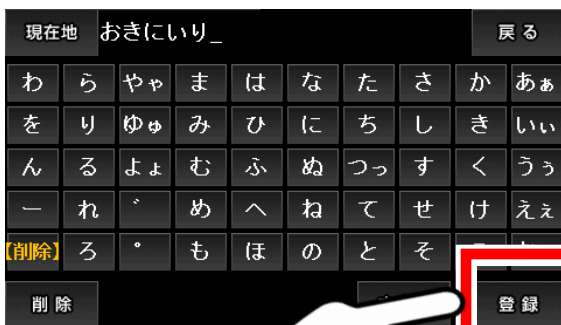 現在地 おきにいり_ 戻る
わ ら やゃ ま は な た さ か あぁ
を り ゆゅ み ひ に ち し き いぃ
ん る よょ む ふ ぬ つっ す く うぅ
ー れ ゛ め へ ね て せ け えぇ
【削除】 ろ ゜ も ほ の と そ
削除 登録